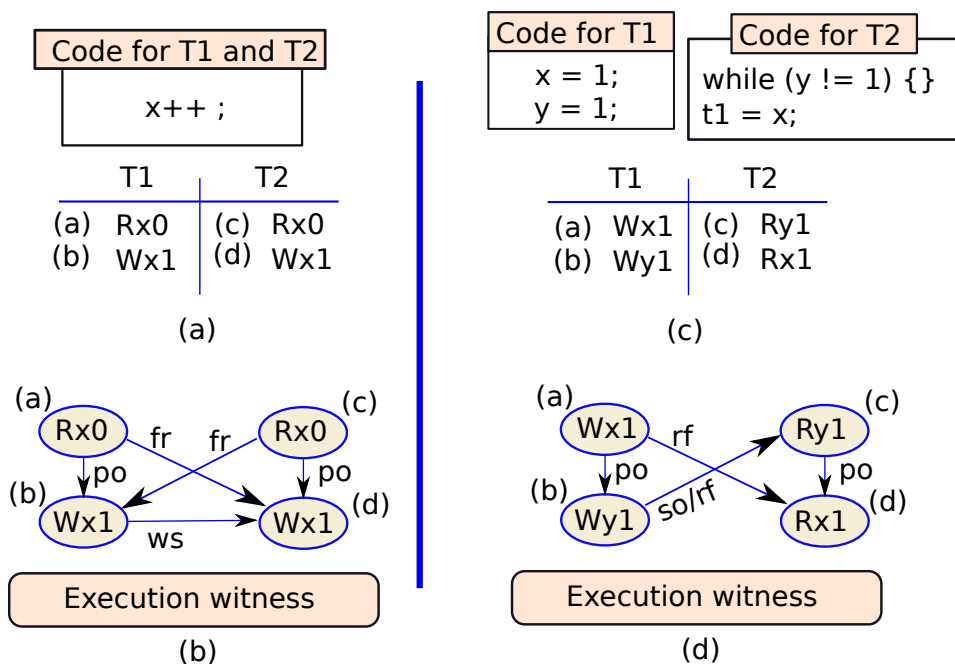 Code for T1 and T2
x++ ;
T1 T2
(a) Rx0 (c) Rx0
(b) Wx1 (d) Wx1
(a)
(a) Rx0 fr fr Rx0 (c)
po po
(b) Wx1 ws Wx1 (d)
Execution witness
(b)
Code for T1
x = 1;
y = 1;
Code for T2
while (y != 1) {}
t1 = x;
T1 T2
(a) Wx1 (c) Ry1
(b) Wy1 (d) Rx1
(c)
(a) Wx1 rf Ry1 (c)
po po
(b) Wy1 so/rf Rx1 (d)
Execution witness
(d)